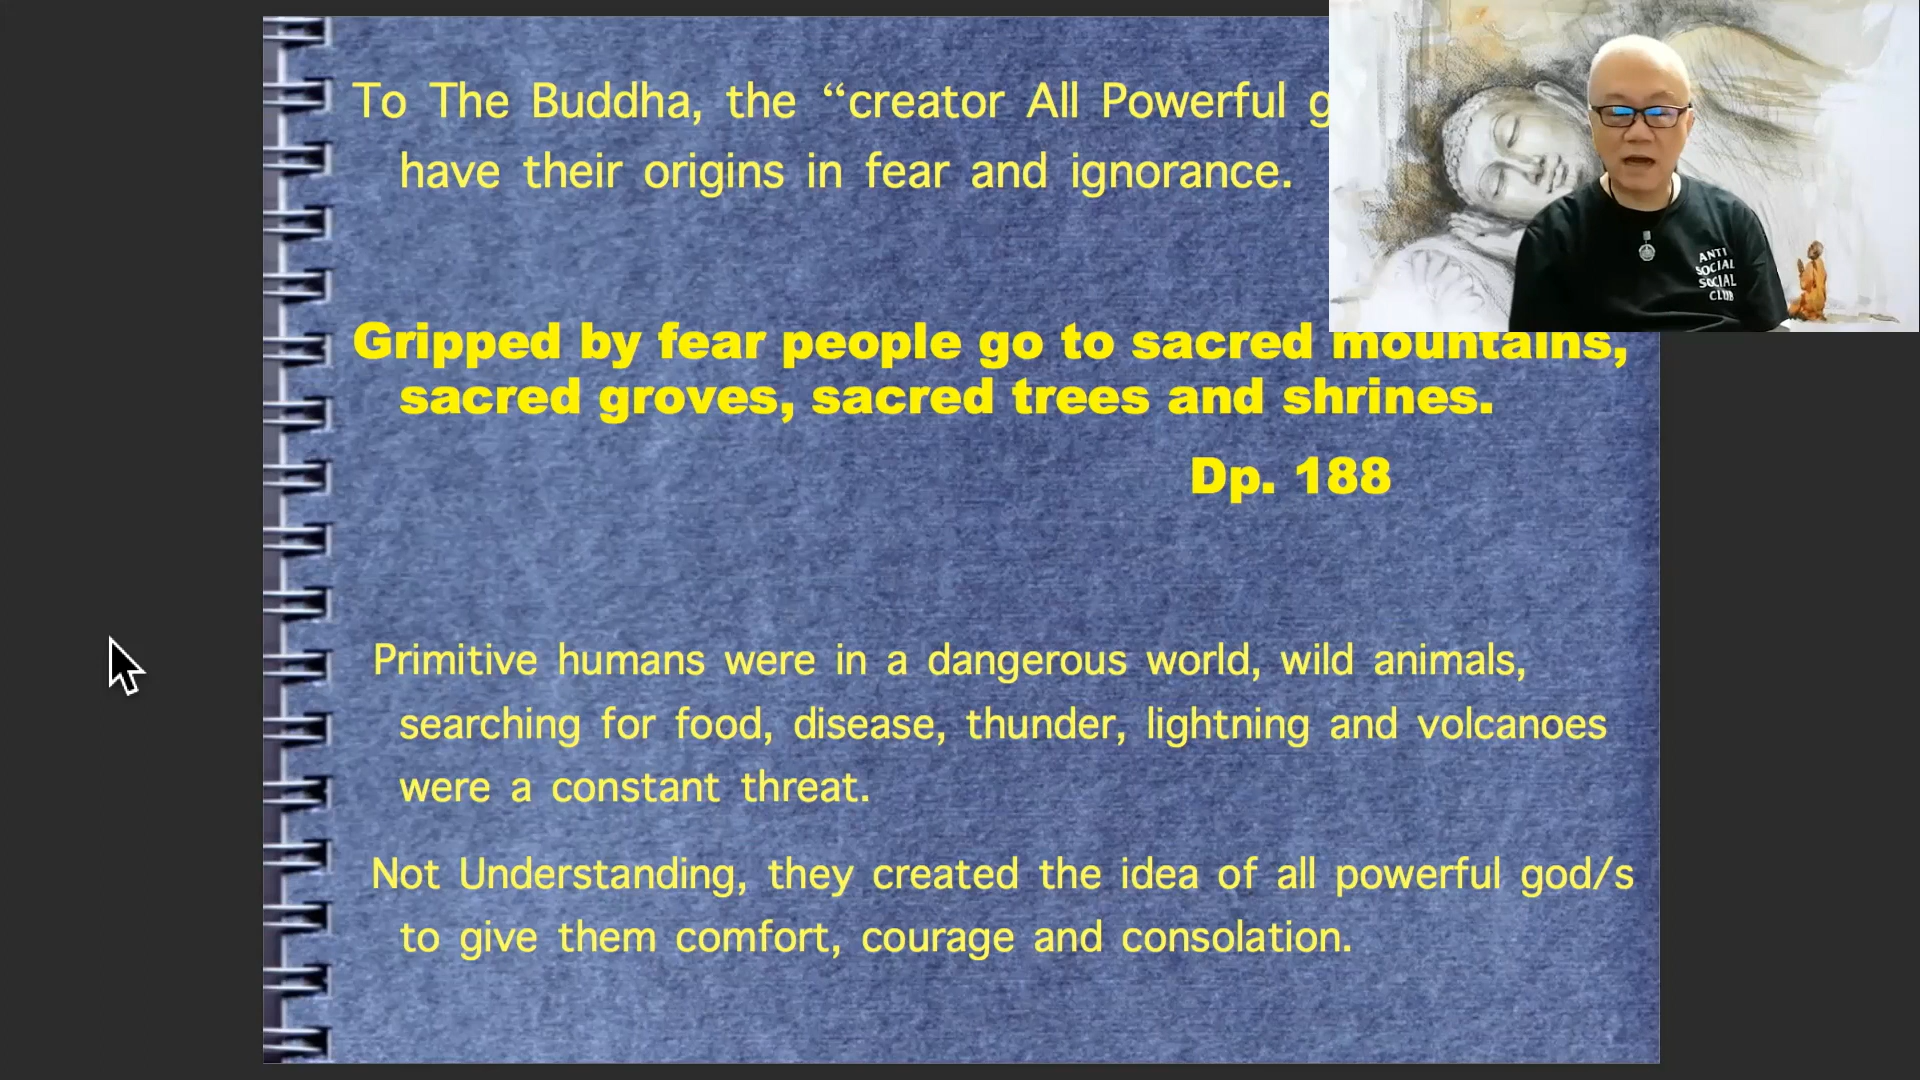 To The Buddha, the “creator All Powerful g
have their origins in fear and ignorance.
Gripped by fear people go to sacred mountains,
sacred groves, sacred trees and shrines.
Dp. 188
Primitive humans were in a dangerous world, wild animals,
searching for food, disease, thunder, lightning and volcanoes
were a constant threat.
Not Understanding, they created the idea of all powerful god/s
to give them comfort, courage and consolation.
ANTI
SOCIAL
SOCIAL
CLUB